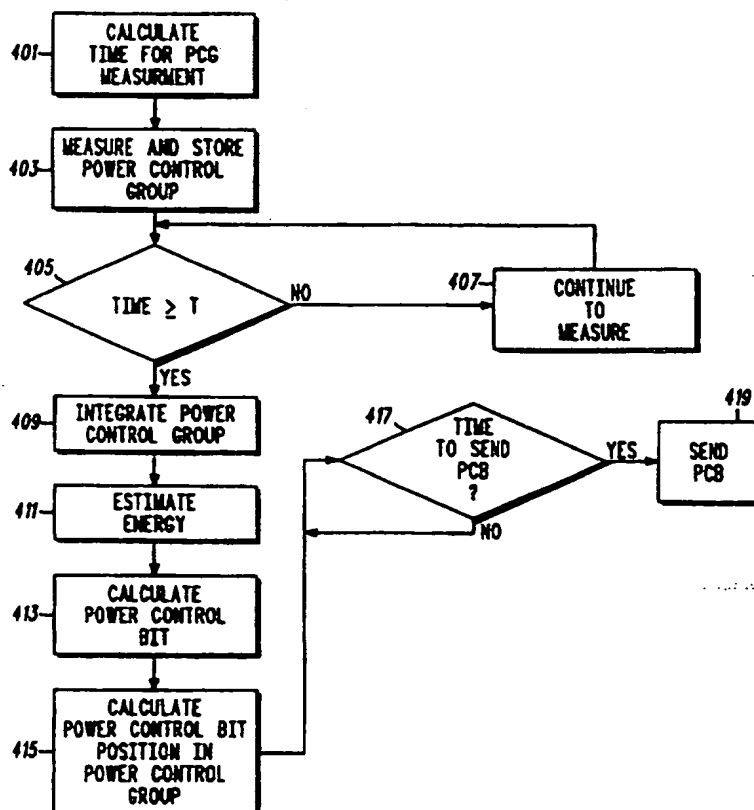 401
CALCULATE
TIME FOR PCG
MEASURMENT
403
MEASURE AND STORE
POWER CONTROL
GROUP
405
TIME ≥ T
NO
407
CONTINUE
TO
MEASURE
YES
409
INTEGRATE POWER
CONTROL GROUP
411
ESTIMATE
ENERGY
413
CALCULATE
POWER CONTROL
BIT
415
CALCULATE
POWER CONTROL BIT
POSITION IN
POWER CONTROL
GROUP
417
TIME
TO SEND
PCB
?
YES
NO
419
SEND
PCB